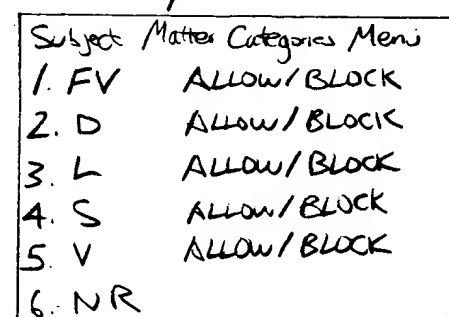 Subject Matter Categories Menu
1. FV ALLOW/BLOCK
2. D ALLOW/BLOCK
3. L ALLOW/BLOCK
4. S ALLOW/BLOCK
5. V ALLOW/BLOCK
6. NR